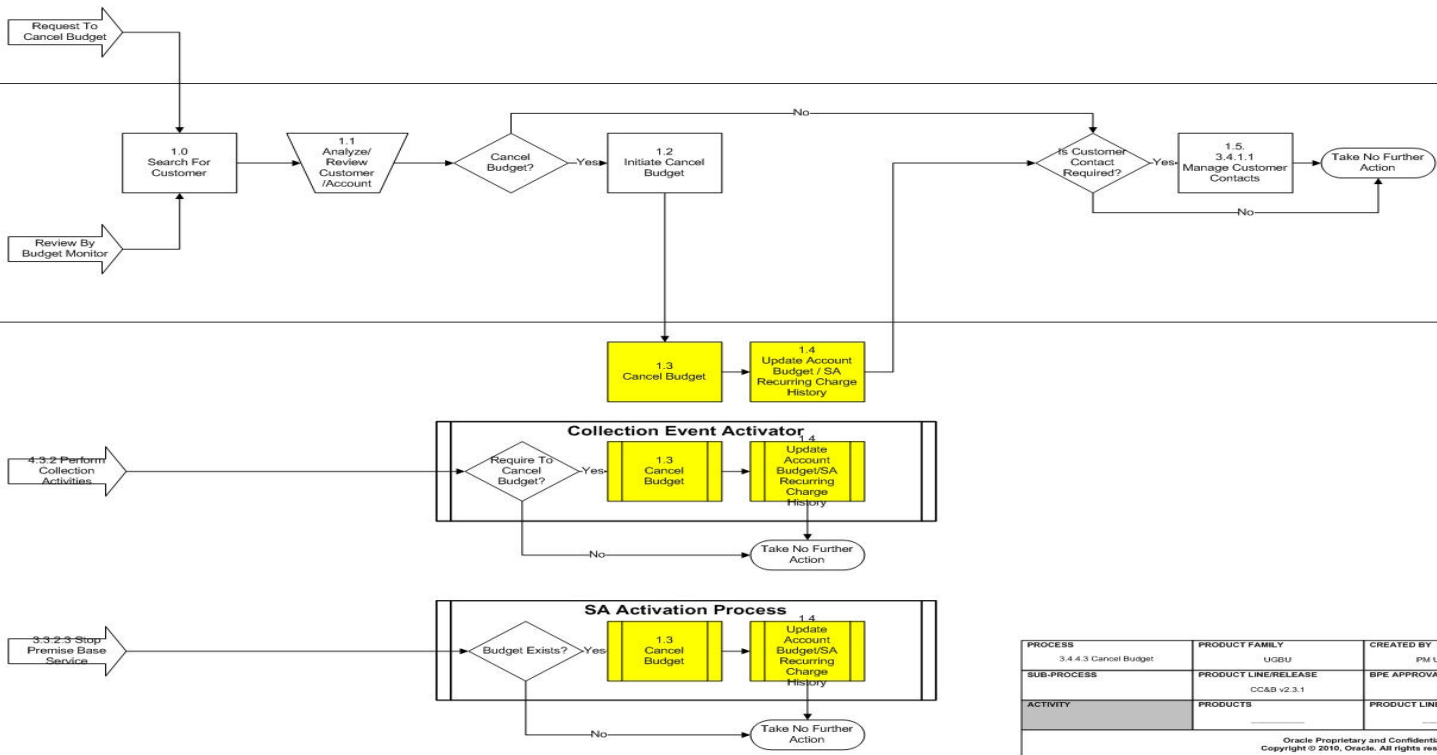 Request To
Cancel Budget
No
1.0
Search For
Customer
1.1
Analyze/
Review
Customer
/Account
Cancel
Budget?
Yes
1.2
Initiate Cancel
Budget
Is Customer
Contact
Required?
Yes
1.5.
3.4.1.1
Manage Customer
Contacts
Take No Further
Action
No
Review By
Budget Monitor
1.3
Cancel Budget
1.4
Update Account
Budget / SA
Recurring Charge
History
Collection Event Activator
4.3.2 Perform
Collection
Activities
Require To
Cancel
Budget?
Yes
1.3
Cancel
Budget
1.4
Update
Account
Budget/SA
Recurring
Charge
History
No
Take No Further
Action
SA Activation Process
3.3.2.3 Stop
Premise Base
Service
Budget Exists?
Yes
1.3
Cancel
Budget
1.4
Update
Account
Budget/SA
Recurring
Charge
History
No
Take No Further
Action
PROCESS
3.4.4.3 Cancel Budget
PRODUCT FAMILY
UGBU
CREATED BY
PM
SUB-PROCESS
PRODUCT LINE/RELEASE
CC&B v2.3.1
BPE
ACTIVITY
PRODUCTS
PRODUCT
Oracle Proprietary and
Copyright © 2010, Oracle. All rights